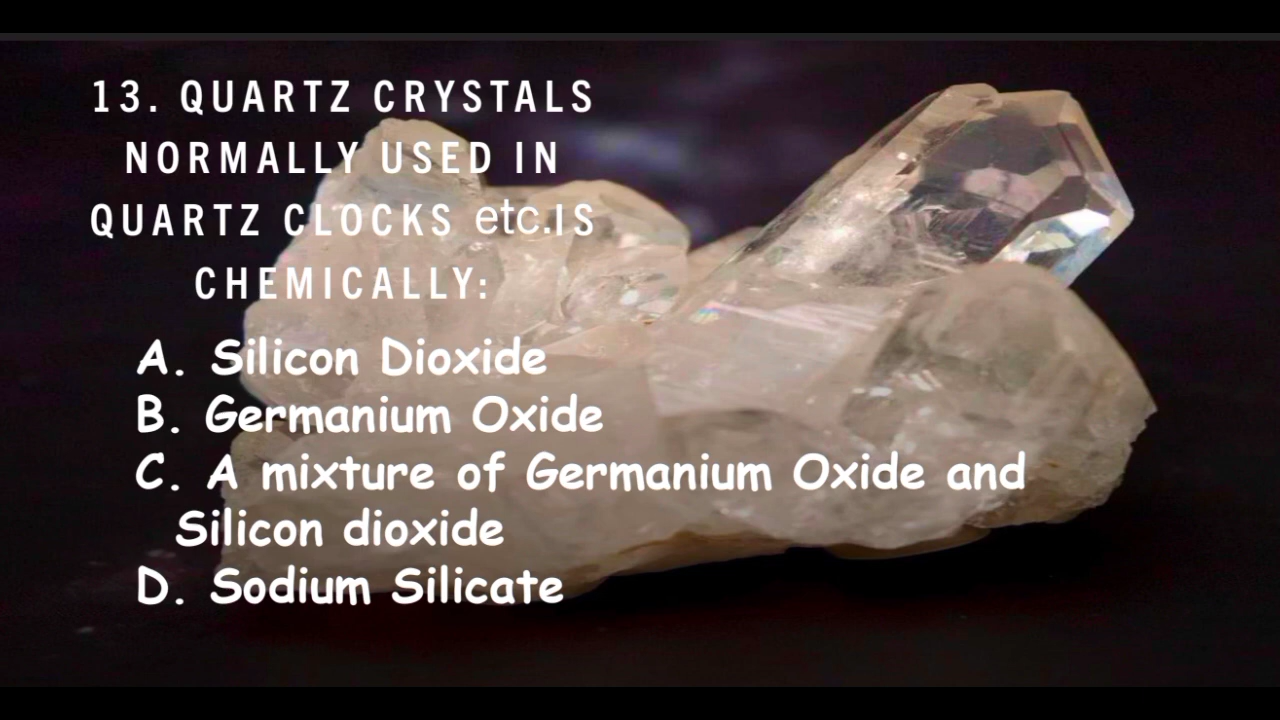 13. QUARTZ CRYSTALS
NORMALLY USED IN
QUARTZ CLOCKS etc.IS
CHEMICALLY:
A. Silicon Dioxide
B. Germanium Oxide
C. A mixture of Germanium Oxide and
Silicon dioxide
D. Sodium Silicate